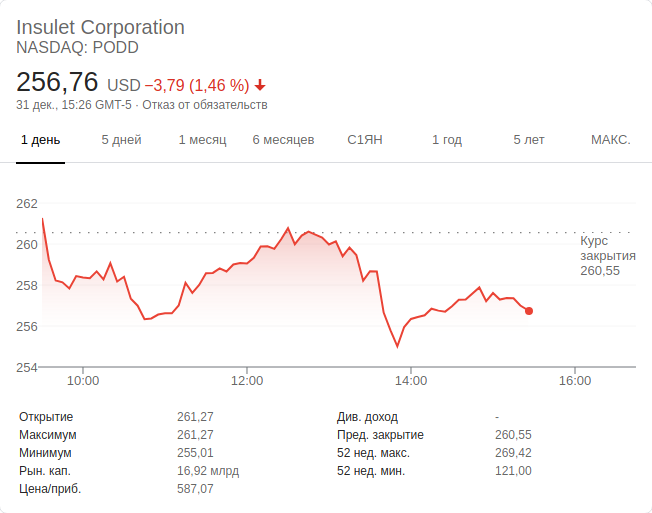 Insulet Corporation
NASDAQ: PODD
256,76 USD −3,79 (1,46 %)
31 дек., 15:26 GMT-5 · Отказ от обязательств
1 день 5 дней 1 месяц 6 месяцев С1ЯН 1 год 5 лет МАКС.
262
260
258
256
254
Курс
закрытия
260,55
10:00 12:00 14:00 16:00
Открытие 261,27 Див. доход -
Максимум 261,27 Пред. закрытие 260,55
Минимум 255,01 52 нед. макс. 269,42
Рын. кап. 16,92 млрд 52 нед. мин. 121,00
Цена/приб. 587,07